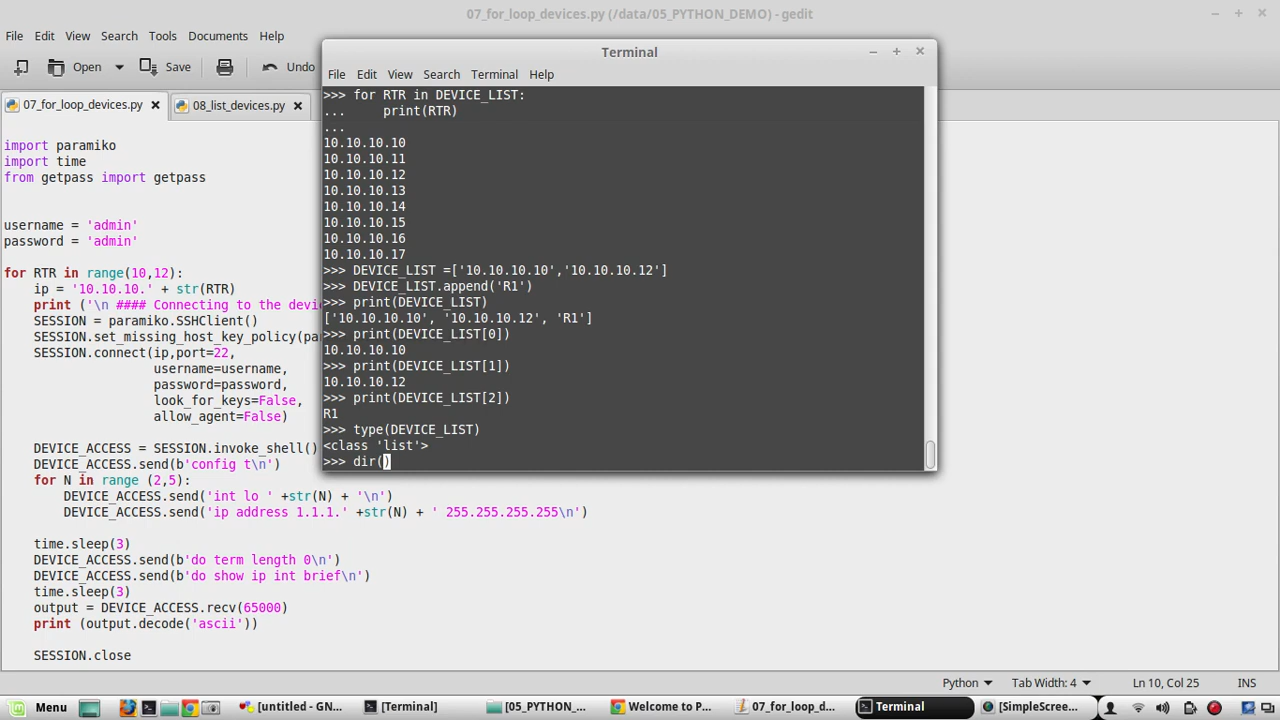 07_for_loop_devices.py (/data/05_PYTHON_DEMO) - gedit
File Edit View Search Tools Documents Help
Open Save Undo
07_for_loop_devices.py 08_list_devices.py
import paramiko
import time
from getpass import getpass
username = 'admin'
password = 'admin'
for RTR in range(10,12):
    ip = '10.10.10.' + str(RTR)
    print ('\n #### Connecting to the devi
    SESSION = paramiko.SSHClient()
    SESSION.set_missing_host_key_policy(pa
    SESSION.connect(ip,port=22,
                    username=username,
                    password=password,
                    look_for_keys=False,
                    allow_agent=False)
    DEVICE_ACCESS = SESSION.invoke_shell()
    DEVICE_ACCESS.send(b'config t\n')
    for N in range (2,5):
        DEVICE_ACCESS.send('int lo ' +str(N) + '\n')
        DEVICE_ACCESS.send('ip address 1.1.1.' +str(N) + ' 255.255.255.255\n')
    time.sleep(3)
    DEVICE_ACCESS.send(b'do term length 0\n')
    DEVICE_ACCESS.send(b'do show ip int brief\n')
    time.sleep(3)
    output = DEVICE_ACCESS.recv(65000)
    print (output.decode('ascii'))
    SESSION.close
Terminal
File Edit View Search Terminal Help
>>> for RTR in DEVICE_LIST:
...     print(RTR)
...
10.10.10.10
10.10.10.11
10.10.10.12
10.10.10.13
10.10.10.14
10.10.10.15
10.10.10.16
10.10.10.17
>>> DEVICE_LIST =['10.10.10.10','10.10.10.12']
>>> DEVICE_LIST.append('R1')
>>> print(DEVICE_LIST)
['10.10.10.10', '10.10.10.12', 'R1']
>>> print(DEVICE_LIST[0])
10.10.10.10
>>> print(DEVICE_LIST[1])
10.10.10.12
>>> print(DEVICE_LIST[2])
R1
>>> type(DEVICE_LIST)
<class 'list'>
>>> dir()
Python Tab Width: 4 Ln 10, Col 25 INS
Menu [untitled - GN... [Terminal] [05_PYTHON_... Welcome to P... 07_for_loop_d... Terminal [SimpleScree...